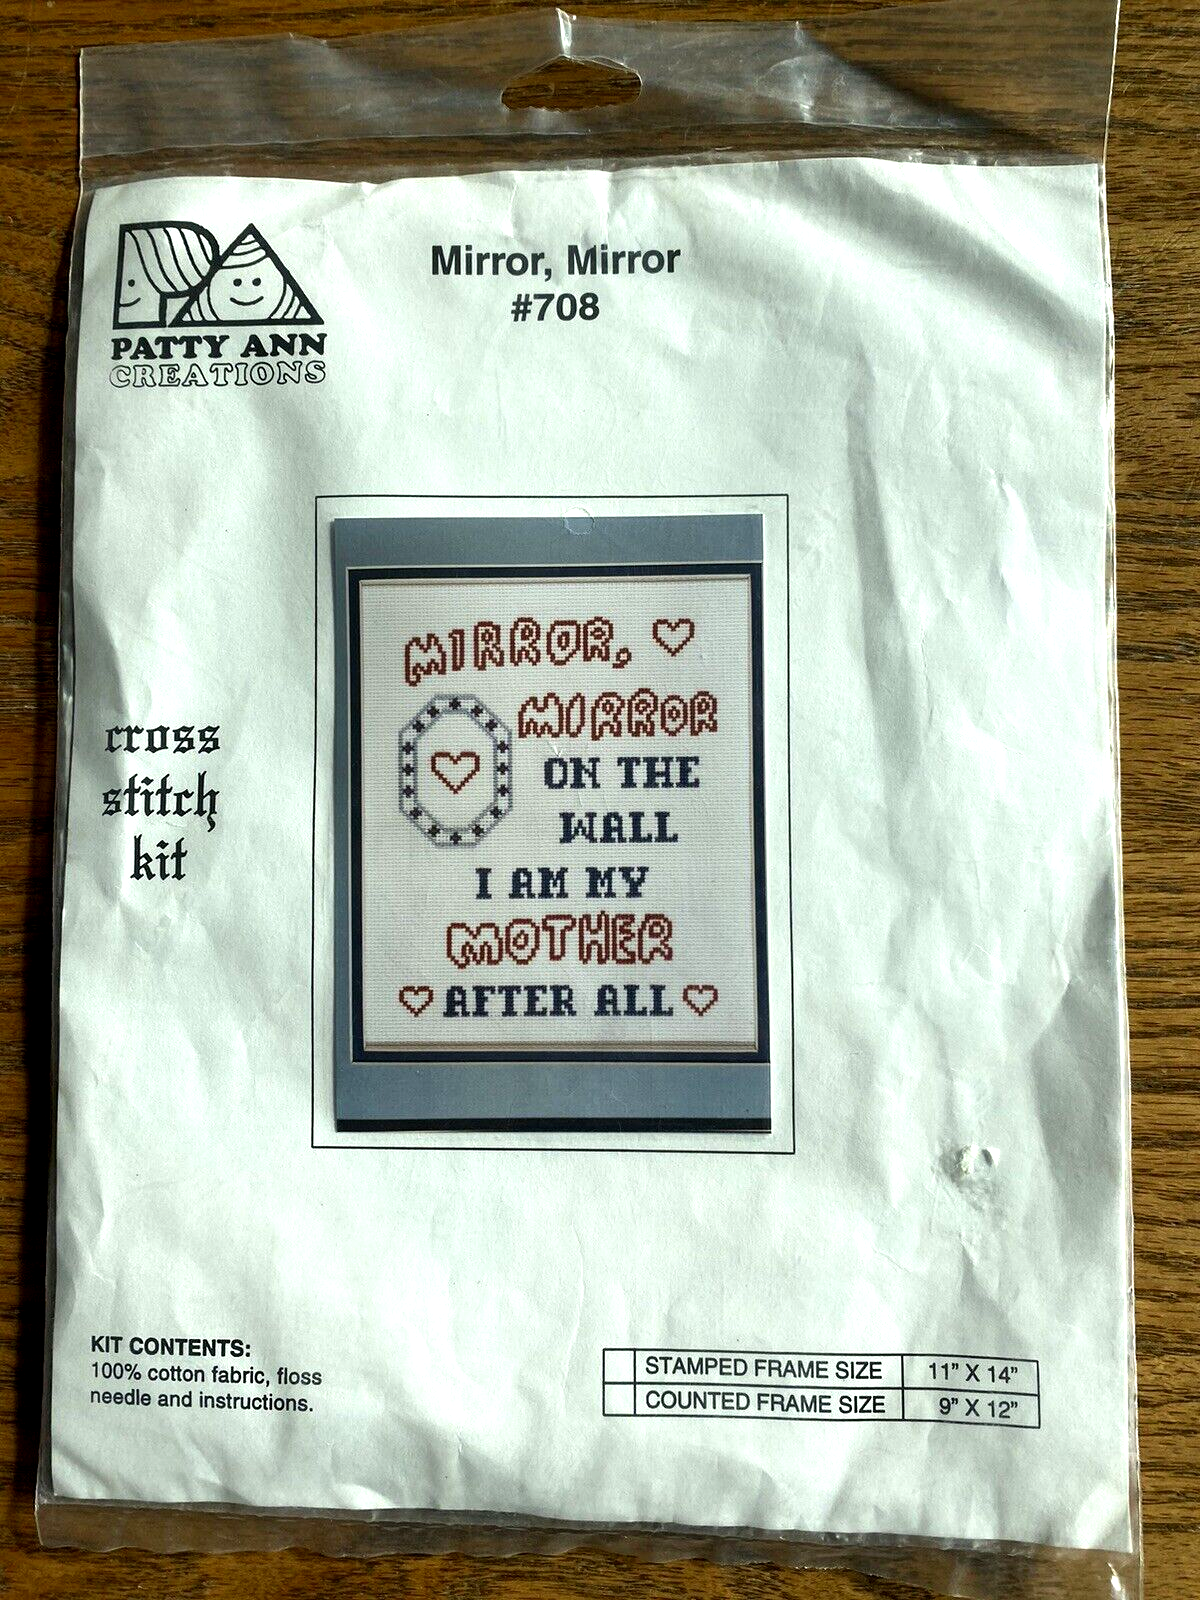 PATTY ANN
CREATIONS
Mirror, Mirror
#708
MIRROR,
MIRROR
ON THE
WALL
I AM MY
MOTHER
AFTER ALL
cross
stitch
kit
KIT CONTENTS:
100% cotton fabric, floss
needle and instructions.
STAMPED FRAME SIZE 11" X 14"
COUNTED FRAME SIZE 9" X 12"